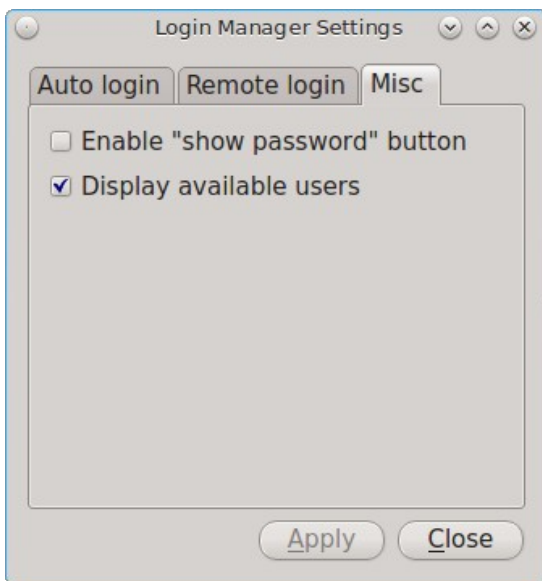 Login Manager Settings
Auto login Remote login Misc
Enable "show password" button
Display available users
Apply Close